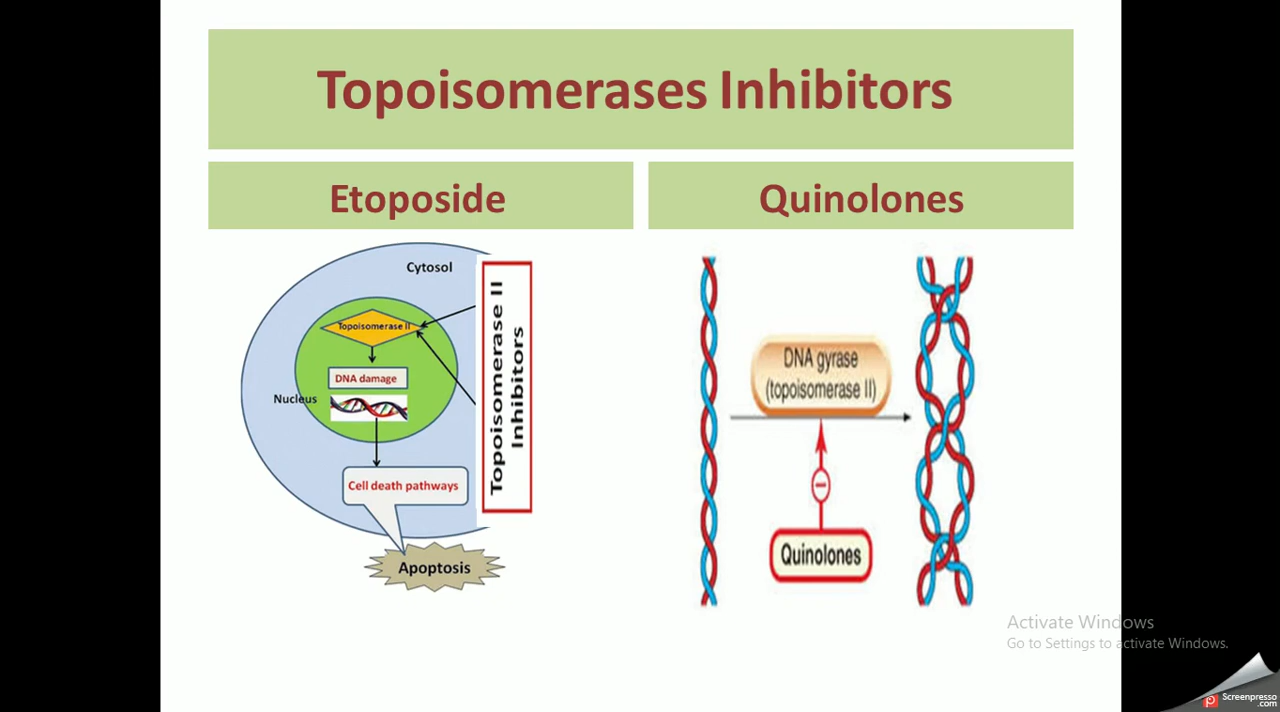 Topoisomerases Inhibitors
Etoposide
Quinolones
Cytosol
Topoisomerase II
DNA damage
Nucleus
Cell death pathways
Apoptosis
Topoisomerase II
Inhibitors
DNA gyrase
(topoisomerase II)
Quinolones
Activate Windows
Go to Settings to activate Windows.
Screenpresso
.com